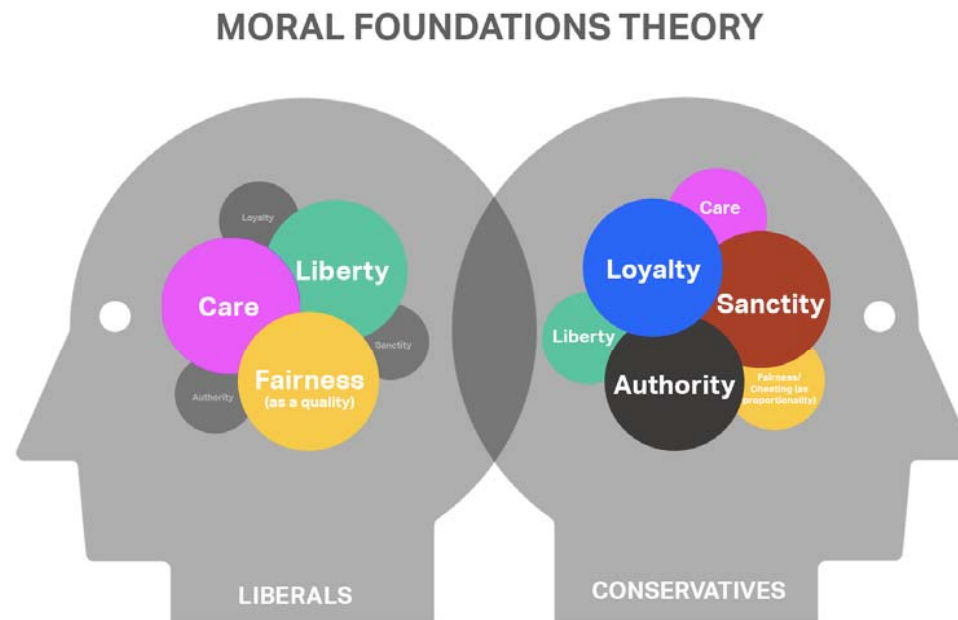 MORAL FOUNDATIONS THEORY
Loyalty
Liberty
Care
Sanctity
Fairness
(as a quality)
Authority
LIBERALS
Care
Loyalty
Sanctity
Liberty
Authority
Fairness/
Cheating (as
proportionality)
CONSERVATIVES